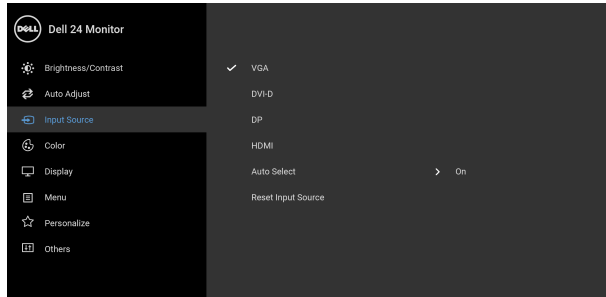 DELL Dell 24 Monitor
Brightness/Contrast
VGA
Auto Adjust
DVI-D
Input Source
DP
Color
HDMI
Display
Auto Select On
Menu
Reset Input Source
Personalize
Others